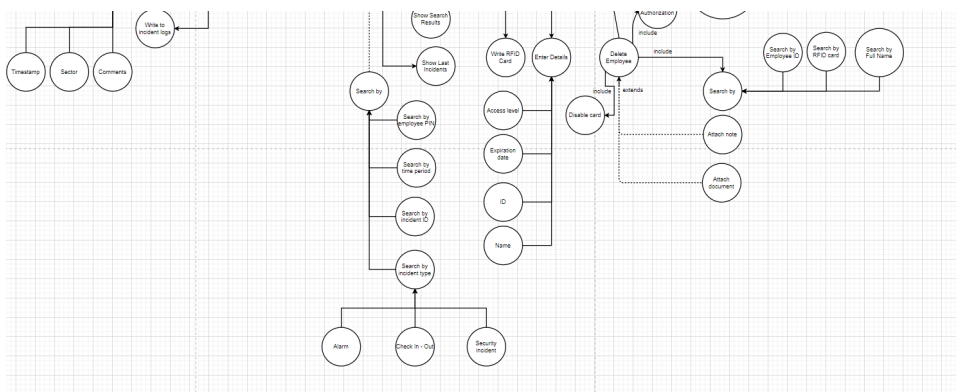 Authorization
Show Search
Results
Write to
incident logs
include
Search by
Employee ID
Search by
RFID card
Search by
Full Name
Write RFID
Card
Enter Details
Delete
Employee
include
Show Last
Incidents
Timestamp
Sector
Comments
Search by
include
extends
Search by
Access level
Disable card
Search by
employee PIN
Attach note
Expiration
date
Search by
time period
Attach
document
ID
Search by
incident ID
Name
Search by
incident type
Alarm
Check In - Out
Security
incident